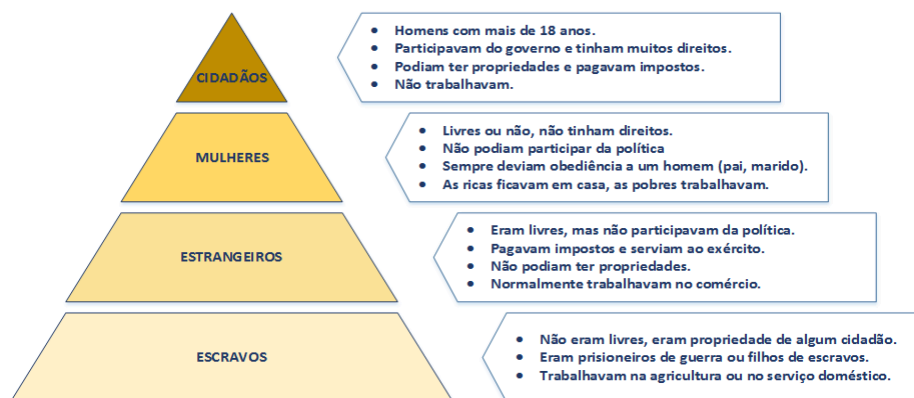 CIDADÃOS
• Homens com mais de 18 anos.
• Participavam do governo e tinham muitos direitos.
• Podiam ter propriedades e pagavam impostos.
• Não trabalhavam.
MULHERES
• Livres ou não, não tinham direitos.
• Não podiam participar da política
• Sempre deviam obediência a um homem (pai, marido).
• As ricas ficavam em casa, as pobres trabalhavam.
ESTRANGEIROS
• Eram livres, mas não participavam da política.
• Pagavam impostos e serviam ao exército.
• Não podiam ter propriedades.
• Normalmente trabalhavam no comércio.
ESCRAVOS
• Não eram livres, eram propriedade de algum cidadão.
• Eram prisioneiros de guerra ou filhos de escravos.
• Trabalhavam na agricultura ou no serviço doméstico.